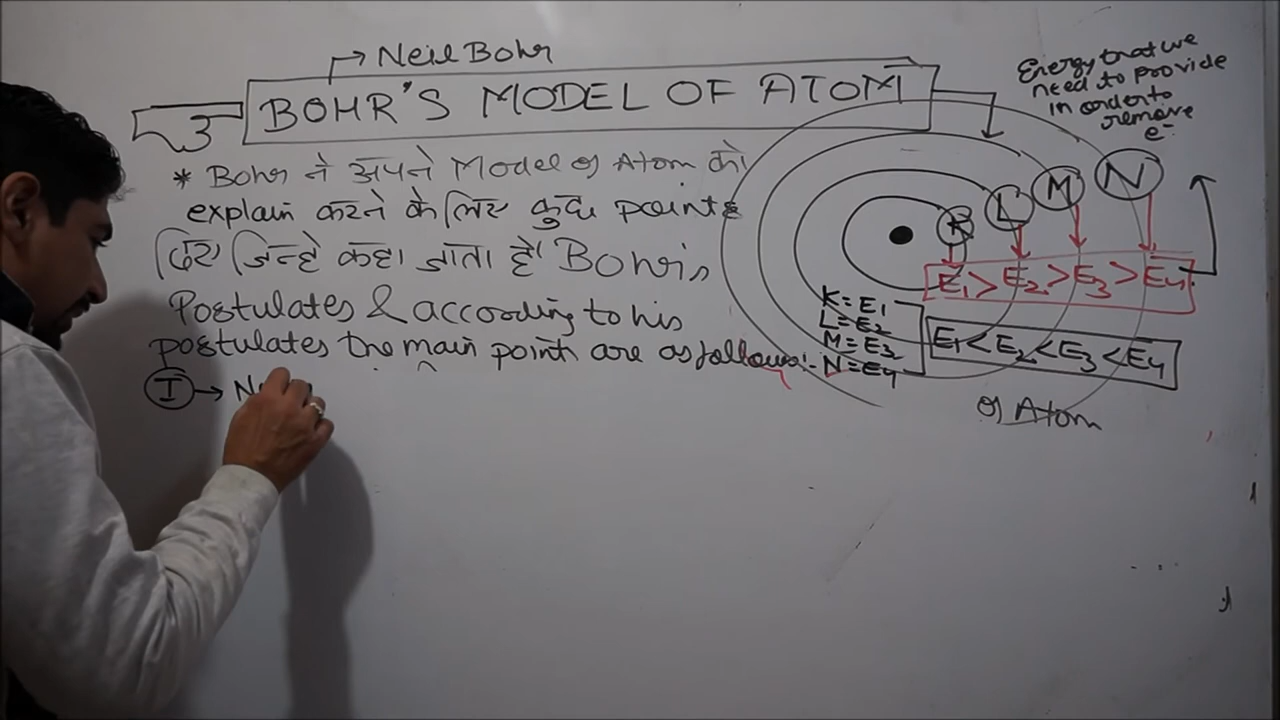 → Neil Bohr
3 BOHR'S MODEL OF ATOM
* Bohr ने अपने Model of Atom को
explain करने के लिए कुछ points
दिए जिन्हे कहा जाता है। Bohr's
Postulates & according to his
postulates the main point are as follows:-
I →
Energy that we
need to provide
in order to
remove
e-
K L M N
E1 > E2 > E3 > E4
K = E1
L = E2
M = E3
N = E4
E1 < E2 < E3 < E4
of Atom